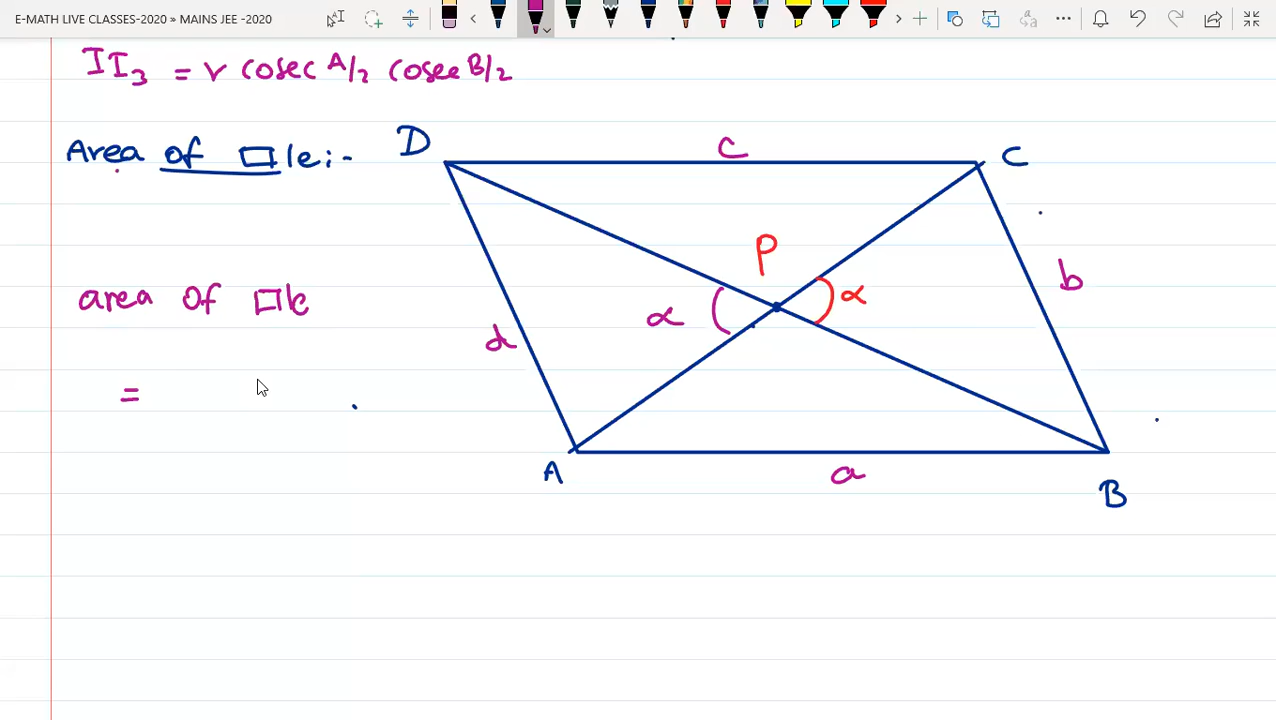 E-MATH LIVE CLASSES-2020 » MAINS JEE -2020
II₃ = r cosec A/2 cosec B/2
Area of □le:-
D
c
C
P
α
α
b
area of □le
d
=
A
a
B